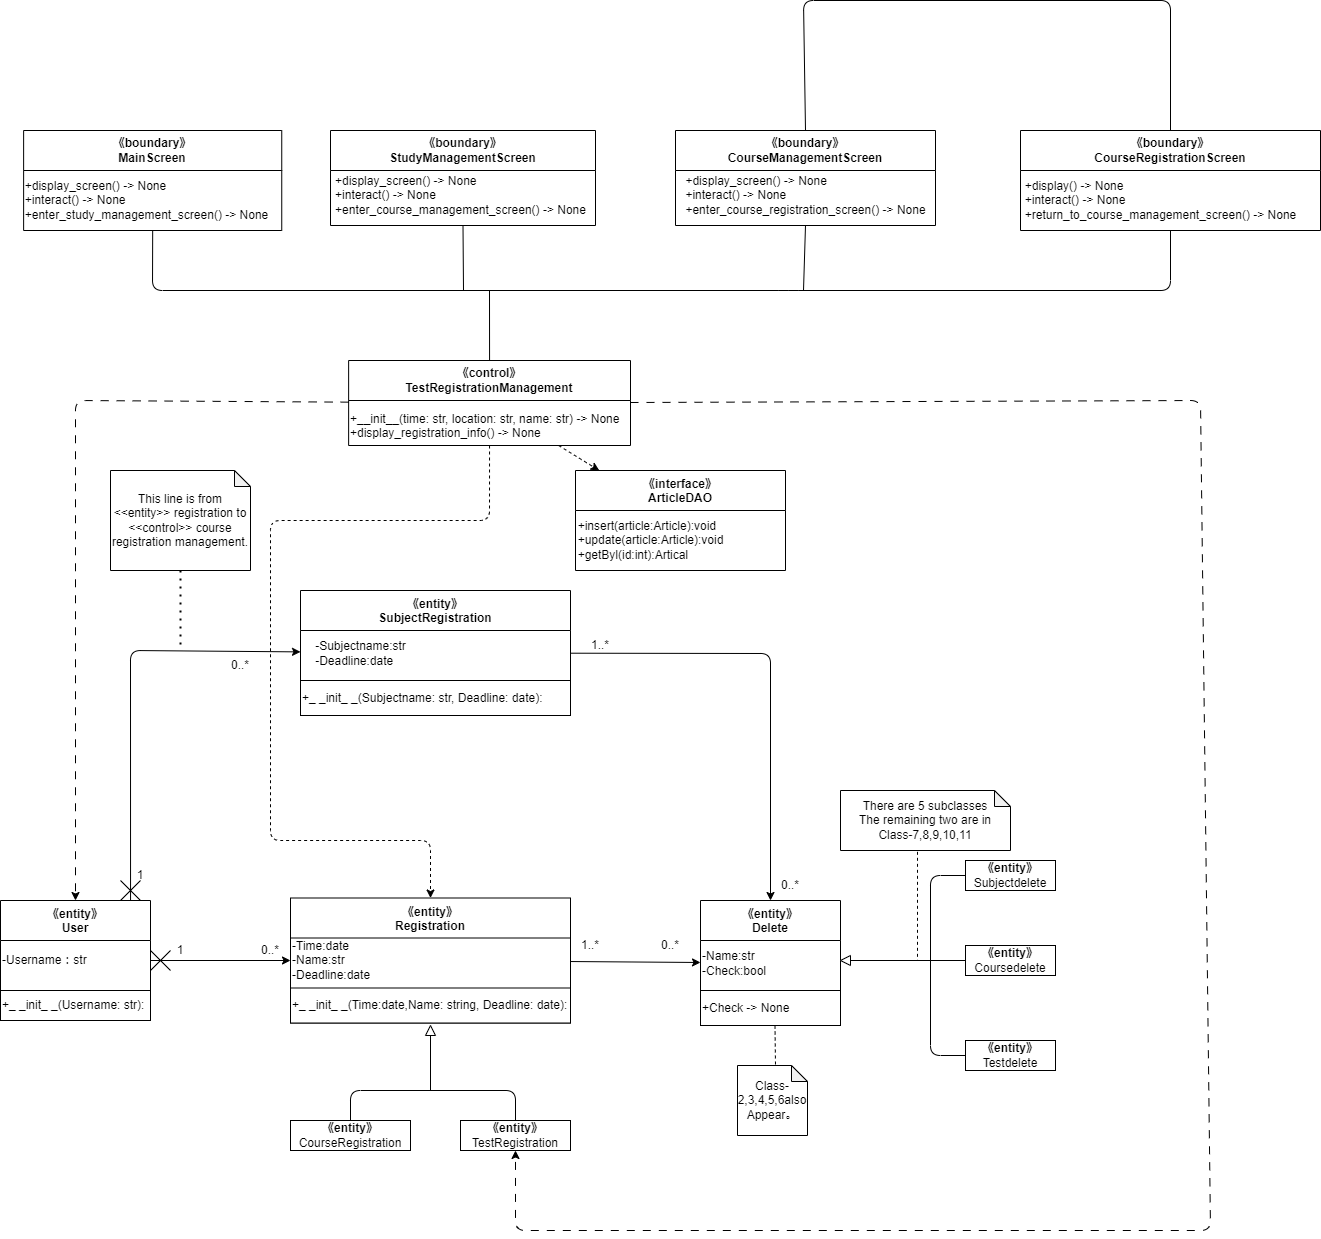 《boundary》
MainScreen
+display_screen() -> None
+interact() -> None
+enter_study_management_screen() -> None
《boundary》
StudyManagementScreen
+display_screen() -> None
+interact() -> None
+enter_course_management_screen() -> None
《boundary》
CourseManagementScreen
+display_screen() -> None
+interact() -> None
+enter_course_registration_screen() -> None
《boundary》
CourseRegistrationScreen
+display() -> None
+interact() -> None
+return_to_course_management_screen() -> None
《control》
TestRegistrationManagement
+__init__(time: str, location: str, name: str) -> None
+display_registration_info() -> None
This line is from
<<entity>> registration to
<<control>> course
registration management.
《interface》
ArticleDAO
+insert(article:Article):void
+update(article:Article):void
+getByI(id:int):Artical
《entity》
SubjectRegistration
-Subjectname:str
-Deadline:date
+_ _init_ _(Subjectname: str, Deadline: date):
0..*
1..*
There are 5 subclasses
The remaining two are in
Class-7,8,9,10,11
1
0..*
《entity》
User
-Username：str
+_ _init_ _(Username: str):
1
0..*
《entity》
Registration
-Time:date
-Name:str
-Deadline:date
+_ _init_ _(Time:date,Name: string, Deadline: date):
1..*
0..*
《entity》
Delete
-Name:str
-Check:bool
+Check -> None
《entity》
Subjectdelete
《entity》
Coursedelete
《entity》
Testdelete
Class-
2,3,4,5,6also
Appear。
《entity》
CourseRegistration
《entity》
TestRegistration